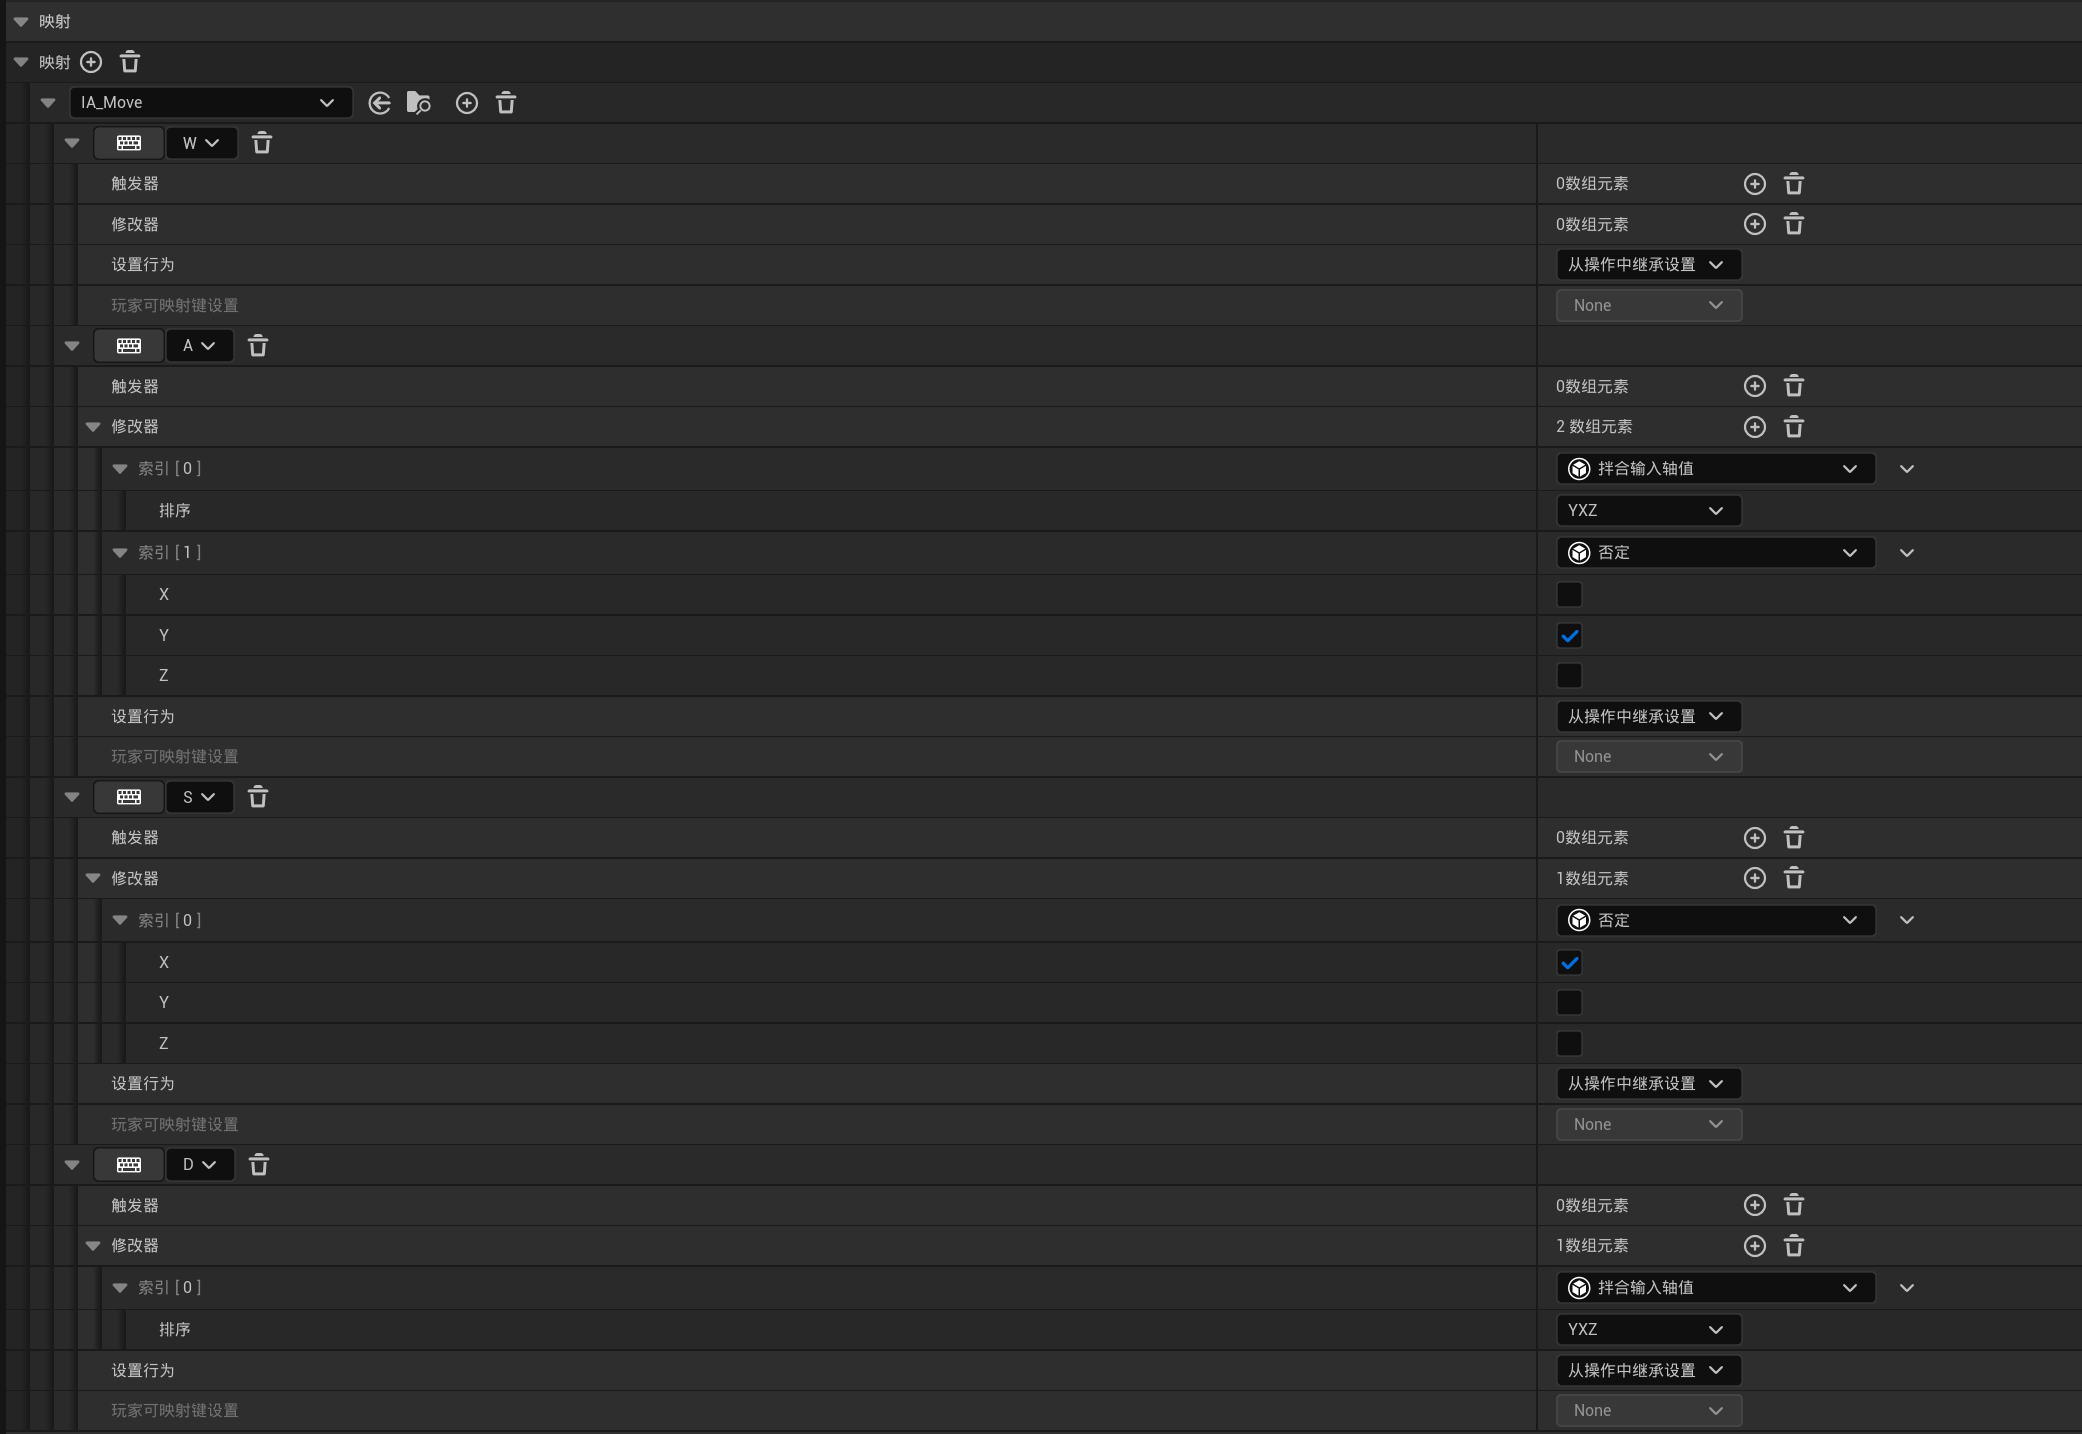 映射
映射
IA_Move
W
触发器 0数组元素
修改器 0数组元素
设置行为 从操作中继承设置
玩家可映射键设置 None
A
触发器 0数组元素
修改器 2 数组元素
索引 [ 0 ] 拌合输入轴值
排序 YXZ
索引 [ 1 ] 否定
X
Y
Z
设置行为 从操作中继承设置
玩家可映射键设置 None
S
触发器 0数组元素
修改器 1数组元素
索引 [ 0 ] 否定
X
Y
Z
设置行为 从操作中继承设置
玩家可映射键设置 None
D
触发器 0数组元素
修改器 1数组元素
索引 [ 0 ] 拌合输入轴值
排序 YXZ
设置行为 从操作中继承设置
玩家可映射键设置 None